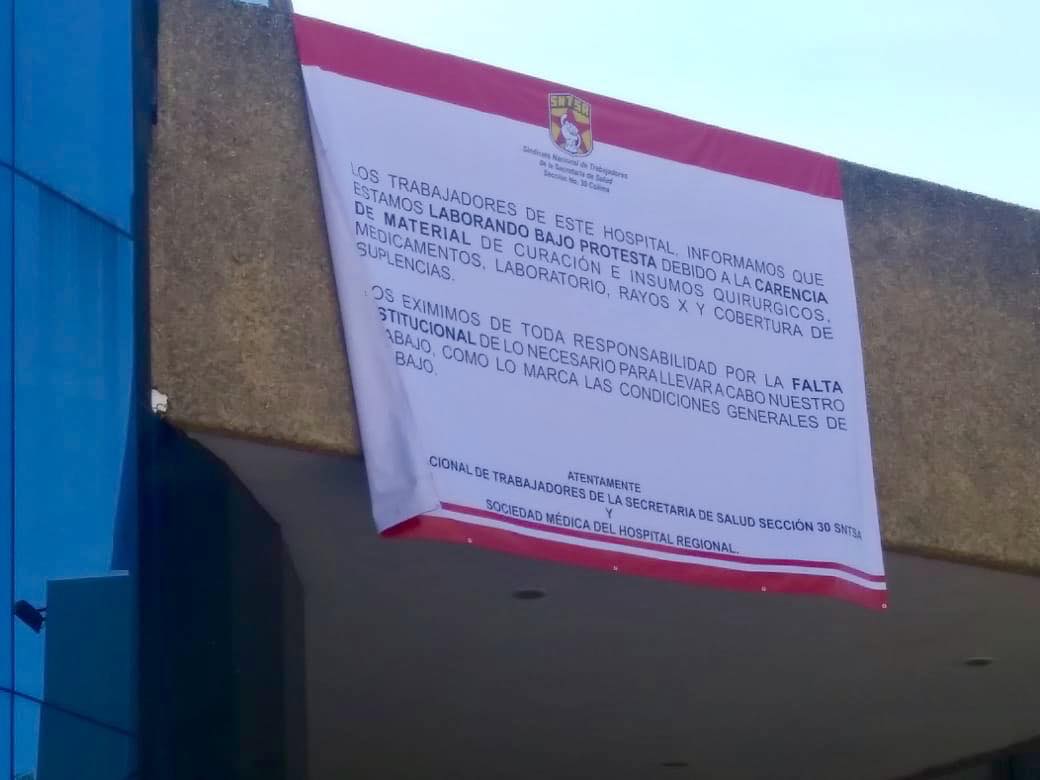 SNTSA
Sindicato Nacional de Trabajadores
de la Secretaría de Salud
Sección No. 30 Colima
LOS TRABAJADORES DE ESTE HOSPITAL, INFORMAMOS QUE
ESTAMOS LABORANDO BAJO PROTESTA DEBIDO A LA CARENCIA
DE MATERIAL DE CURACIÓN E INSUMOS QUIRURGICOS,
MEDICAMENTOS, LABORATORIO, RAYOS X Y COBERTURA DE
SUPLENCIAS.
OS EXIMIMOS DE TODA RESPONSABILIDAD POR LA FALTA
STITUCIONAL DE LO NECESARIO PARA LLEVAR A CABO NUESTRO
ABAJO, COMO LO MARCA LAS CONDICIONES GENERALES DE
BAJO.
ATENTAMENTE
CIONAL DE TRABAJADORES DE LA SECRETARIA DE SALUD SECCIÓN 30 SNTSA
Y
SOCIEDAD MÉDICA DEL HOSPITAL REGIONAL.